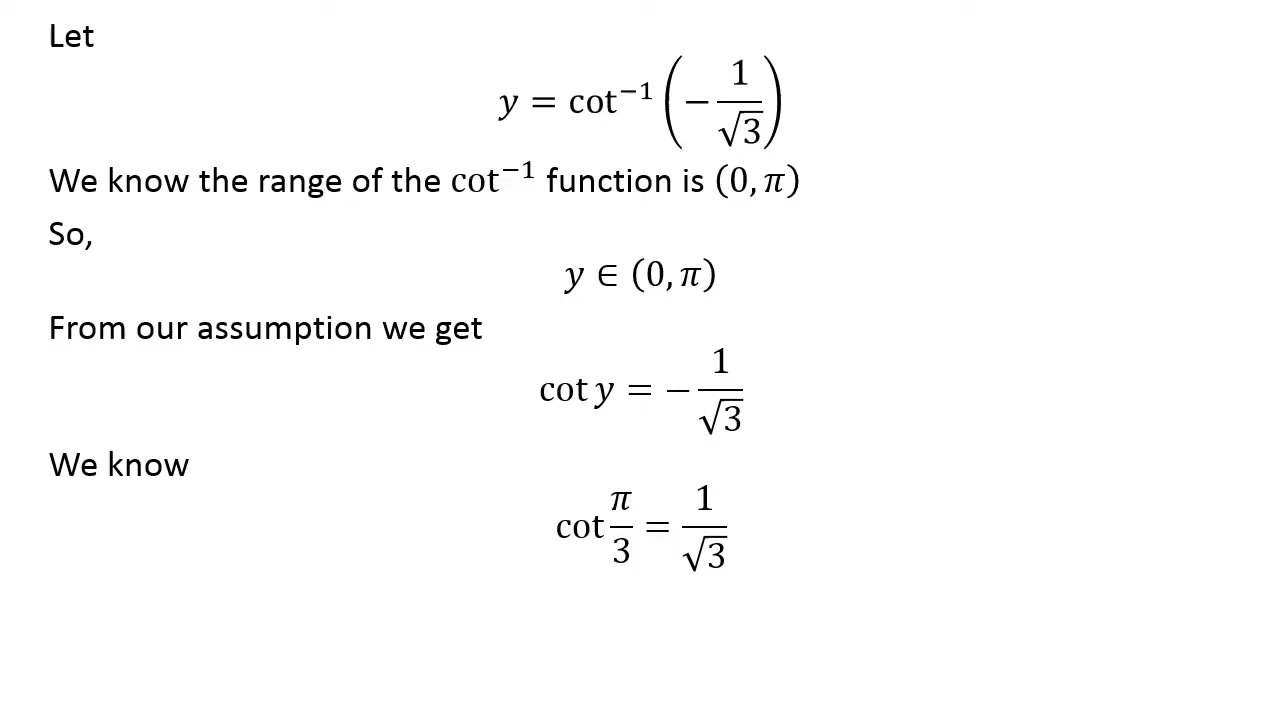 Let
y = cot⁻¹ (− 1/√3)
We know the range of the cot⁻¹ function is (0, π)
So,
y ∈ (0, π)
From our assumption we get
cot y = − 1/√3
We know
cot π/3 = 1/√3